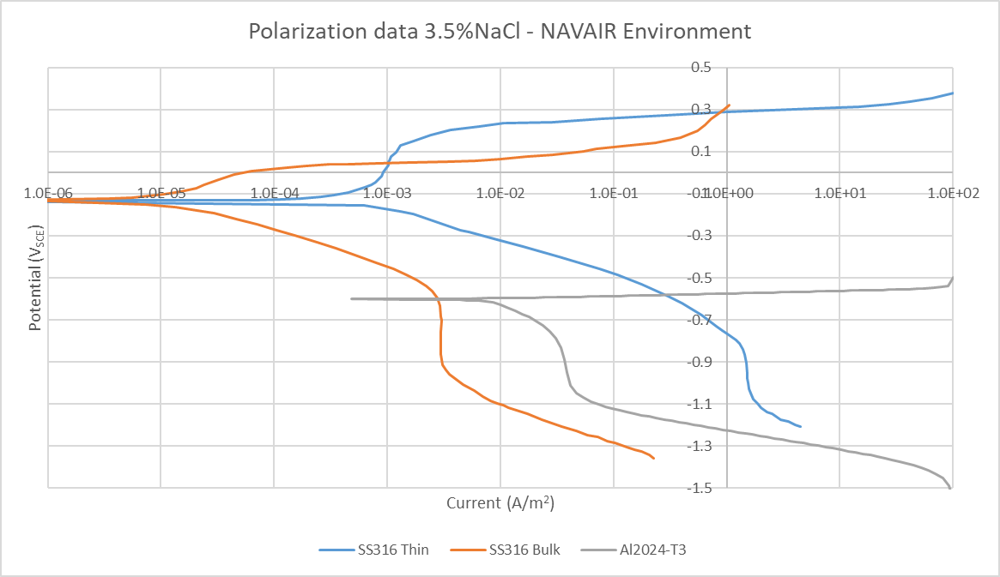 Polarization data 3.5%NaCl - NAVAIR Environment
0.5
0.3
0.1
1.0E-06 1.0E-05 1.0E-04 1.0E-03 1.0E-02 1.0E-01 -0.1 1.0E+00 1.0E+01 1.0E+02
-0.3
-0.5
-0.7
-0.9
-1.1
-1.3
-1.5
Potential (V_SCE)
Current (A/m²)
SS316 Thin SS316 Bulk Al2024-T3